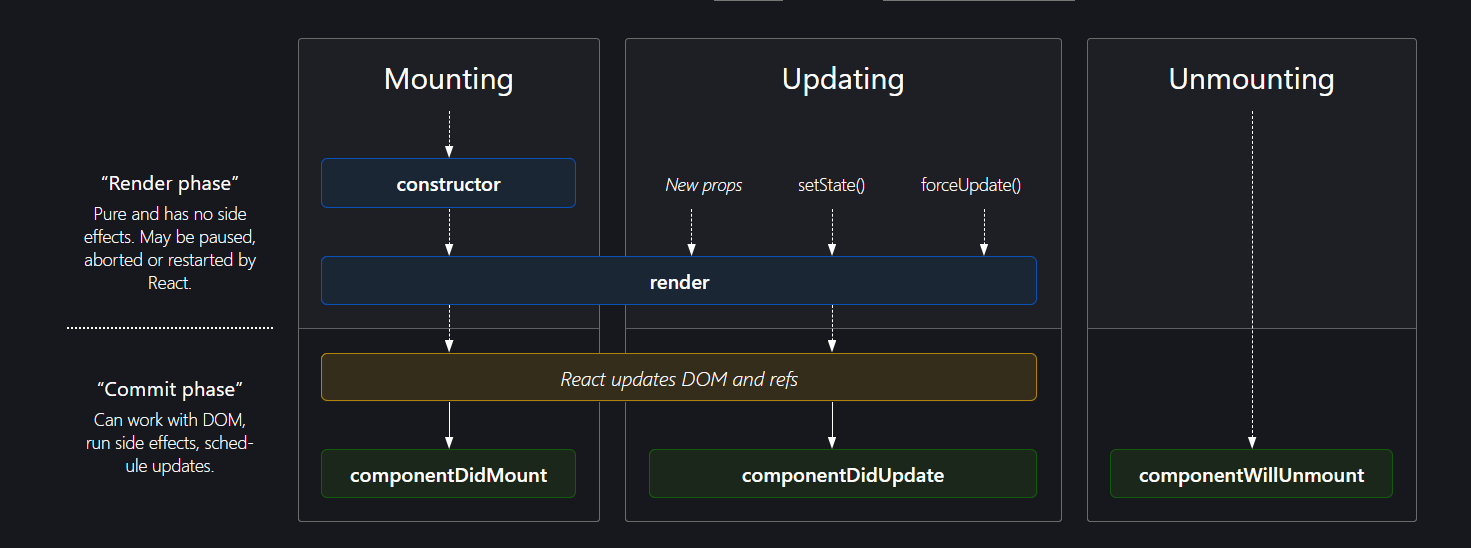 Mounting
Updating
Unmounting
“Render phase”
Pure and has no side
effects. May be paused,
aborted or restarted by
React.
constructor
New props
setState()
forceUpdate()
render
“Commit phase”
Can work with DOM,
run side effects, sched-
ule updates.
React updates DOM and refs
componentDidMount
componentDidUpdate
componentWillUnmount